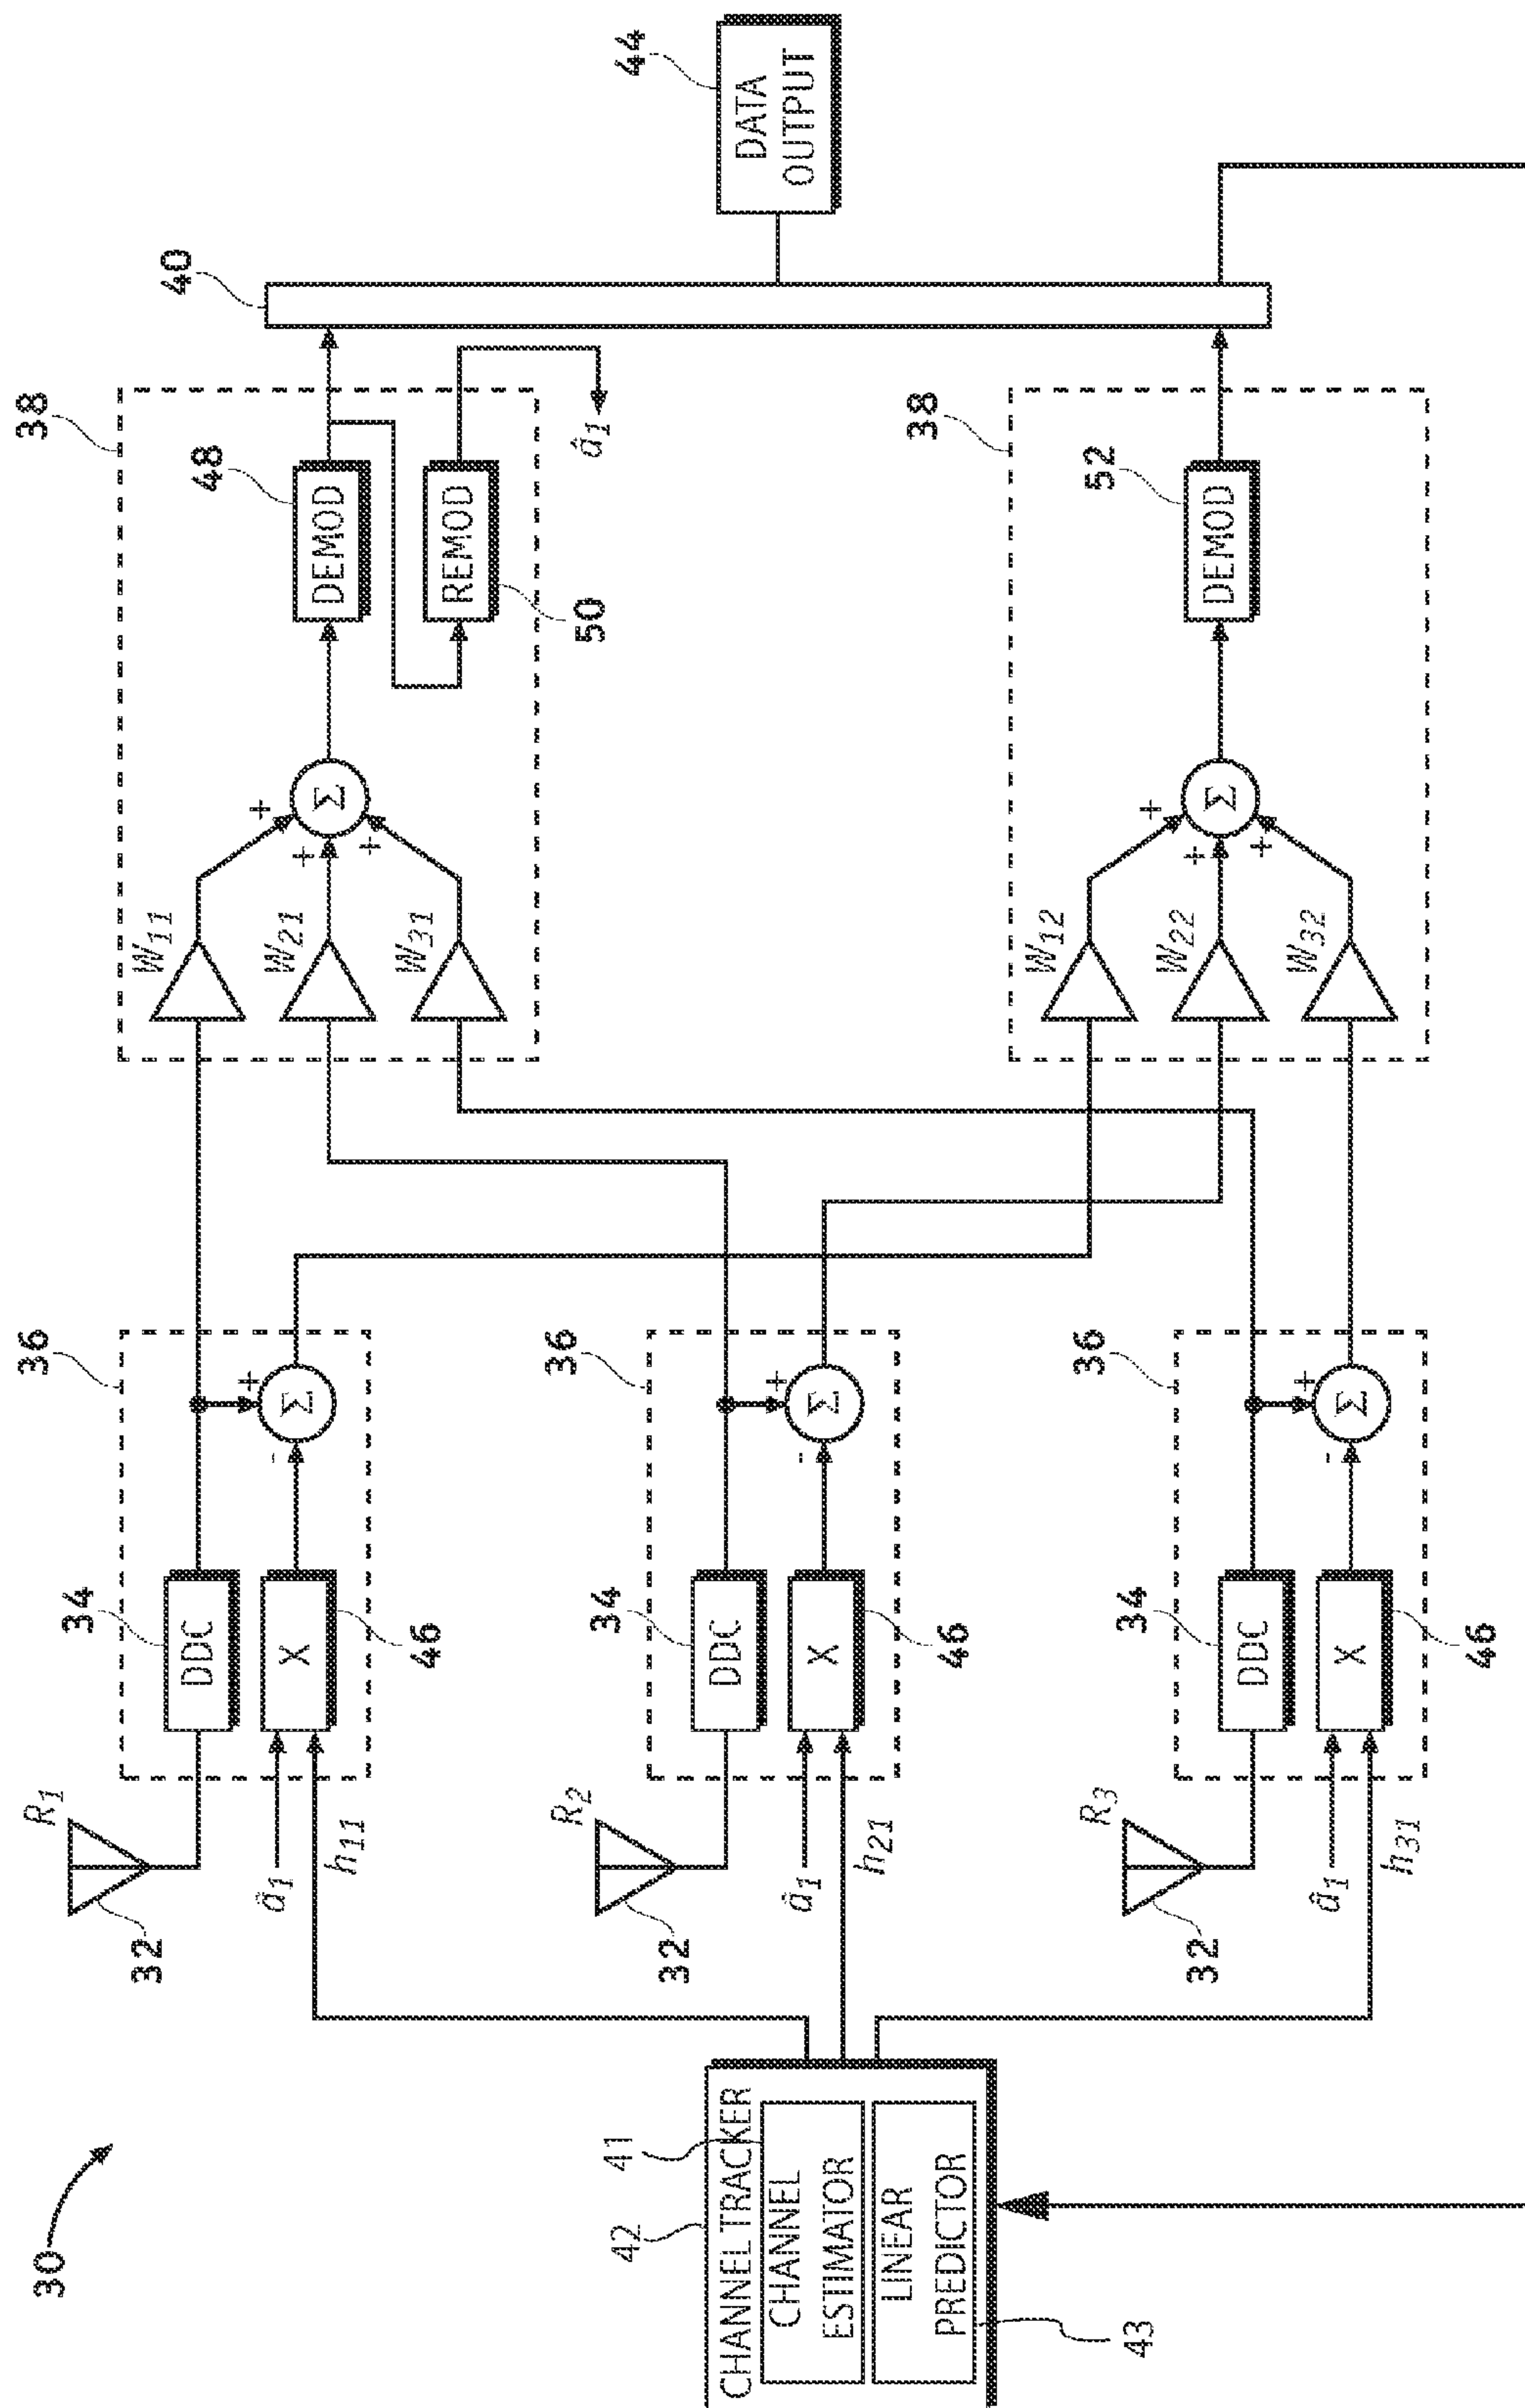 30
CHANNEL TRACKER
42
41
CHANNEL
ESTIMATOR
LINEAR
PREDICTOR
43
R1
32
â1
h11
36
34
DDC
X
46
+
-
Σ
R2
32
â1
h21
36
34
DDC
X
46
+
-
Σ
R3
32
â1
h31
36
34
DDC
X
46
+
-
Σ
38
W11
W21
W31
+
+
+
Σ
48
DEMOD
REMOD
50
â1
38
W12
W22
W32
+
+
+
Σ
52
DEMOD
40
44
DATA
OUTPUT